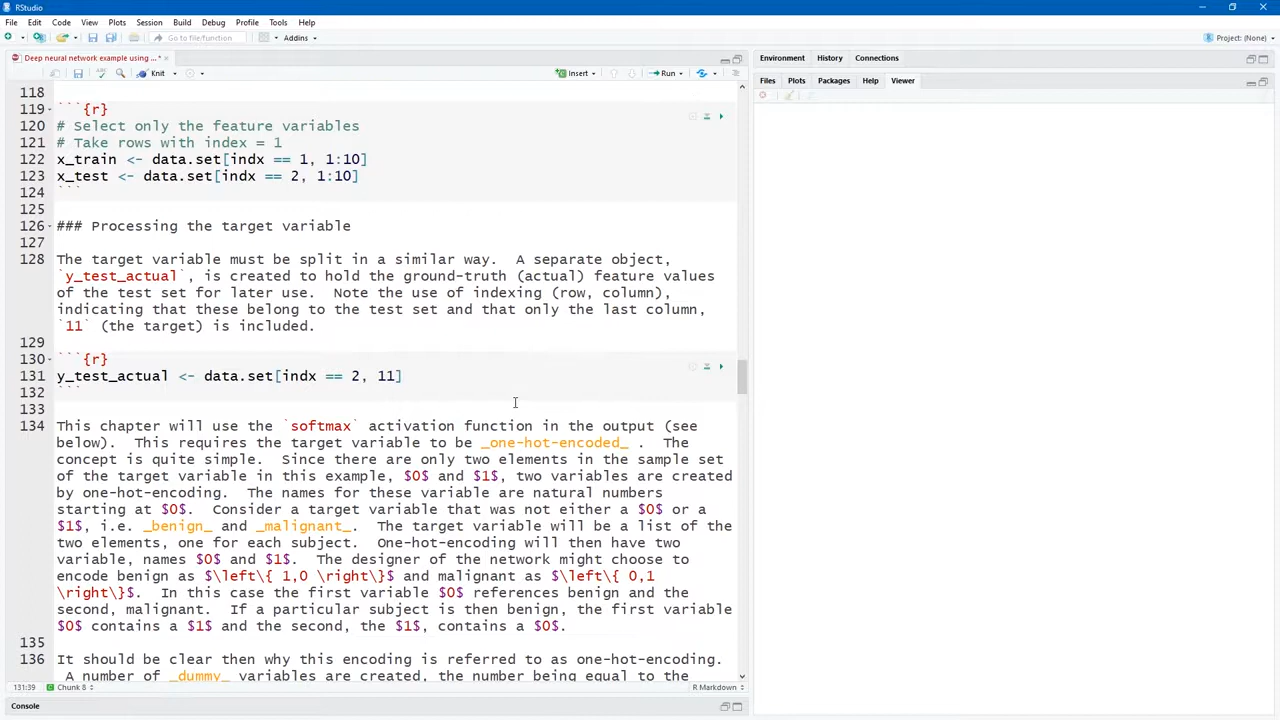 RStudio
File Edit Code View Plots Session Build Debug Profile Tools Help
Go to file/function Addins Project: (None)
Deep neural network example using ...*
Environment History Connections
Knit Insert Run
Files Plots Packages Help Viewer
118
119 ```{r}
120 # Select only the feature variables
121 # Take rows with index = 1
122 x_train <- data.set[indx == 1, 1:10]
123 x_test <- data.set[indx == 2, 1:10]
124 ```
125
126 ### Processing the target variable
127
128 The target variable must be split in a similar way.  A separate object,
`y_test_actual`, is created to hold the ground-truth (actual) feature values
of the test set for later use.  Note the use of indexing (row, column),
indicating that these belong to the test set and that only the last column,
`11` (the target) is included.
129
130 ```{r}
131 y_test_actual <- data.set[indx == 2, 11]
132 ```
133
134 This chapter will use the `softmax` activation function in the output (see
below).  This requires the target variable to be _one-hot-encoded_ .  The
concept is quite simple.  Since there are only two elements in the sample set
of the target variable in this example, $0$ and $1$, two variables are created
by one-hot-encoding.  The names for these variable are natural numbers
starting at $0$.  Consider a target variable that was not either a $0$ or a
$1$, i.e. _benign_ and _malignant_.  The target variable will be a list of the
two elements, one for each subject.  One-hot-encoding will then have two
variable, names $0$ and $1$.  The designer of the network might choose to
encode benign as $\left\{ 1,0 \right\}$ and malignant as $\left\{ 0,1
\right\}$.  In this case the first variable $0$ references benign and the
second, malignant.  If a particular subject is then benign, the first variable
$0$ contains a $1$ and the second, the $1$, contains a $0$.
135
136 It should be clear then why this encoding is referred to as one-hot-encoding.
A number of _dummy_ variables are created, the number being equal to the
131:39 Chunk 8 R Markdown
Console